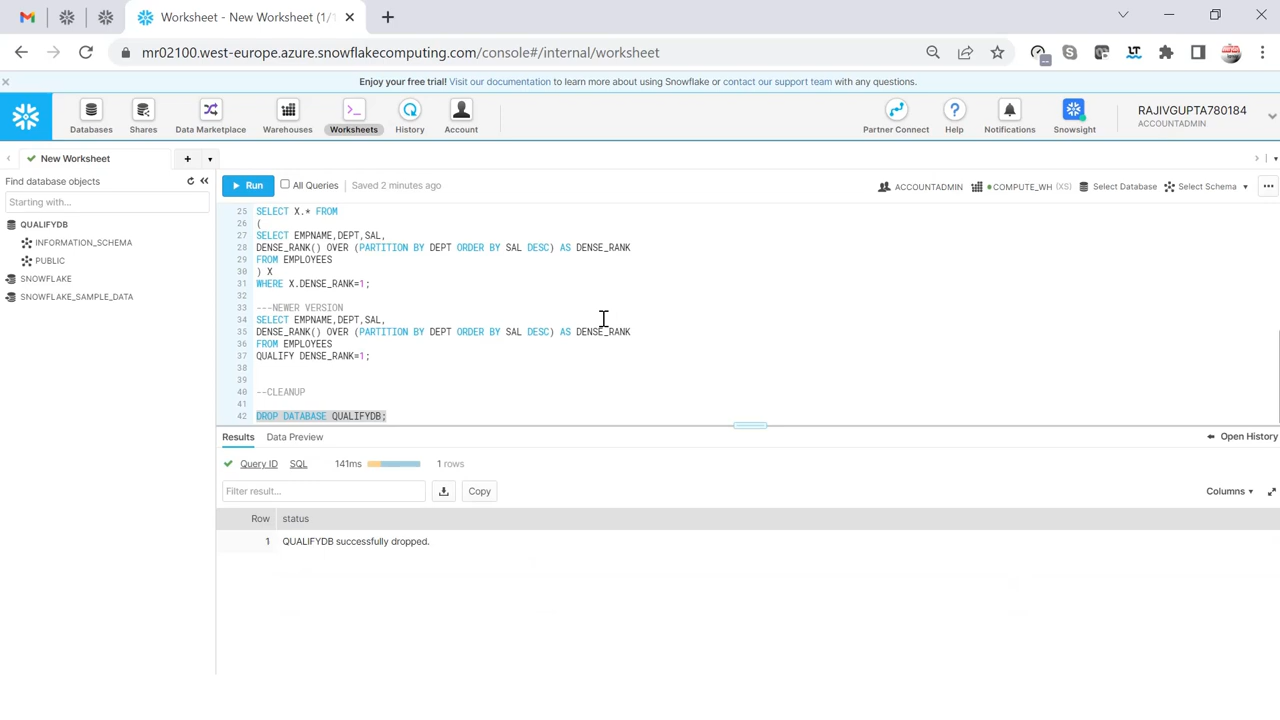 Worksheet - New Worksheet (1/1
mr02100.west-europe.azure.snowflakecomputing.com/console#/internal/worksheet
Enjoy your free trial! Visit our documentation to learn more about using Snowflake or contact our support team with any questions.
Databases
Shares
Data Marketplace
Warehouses
Worksheets
History
Account
Partner Connect
Help
Notifications
Snowsight
RAJIVGUPTA780184
ACCOUNTADMIN
New Worksheet
Find database objects
Starting with...
QUALIFYDB
INFORMATION_SCHEMA
PUBLIC
SNOWFLAKE
SNOWFLAKE_SAMPLE_DATA
Run
All Queries
Saved 2 minutes ago
ACCOUNTADMIN
COMPUTE_WH (XS)
Select Database
Select Schema
25 SELECT X.* FROM
26 (
27 SELECT EMPNAME,DEPT,SAL,
28 DENSE_RANK() OVER (PARTITION BY DEPT ORDER BY SAL DESC) AS DENSE_RANK
29 FROM EMPLOYEES
30 ) X
31 WHERE X.DENSE_RANK=1;
32
33 ---NEWER VERSION
34 SELECT EMPNAME,DEPT,SAL,
35 DENSE_RANK() OVER (PARTITION BY DEPT ORDER BY SAL DESC) AS DENSE_RANK
36 FROM EMPLOYEES
37 QUALIFY DENSE_RANK=1;
38
39
40 --CLEANUP
41
42 DROP DATABASE QUALIFYDB;
Results
Data Preview
Open History
Query ID
SQL
141ms
1 rows
Filter result...
Copy
Columns
Row status
1 QUALIFYDB successfully dropped.